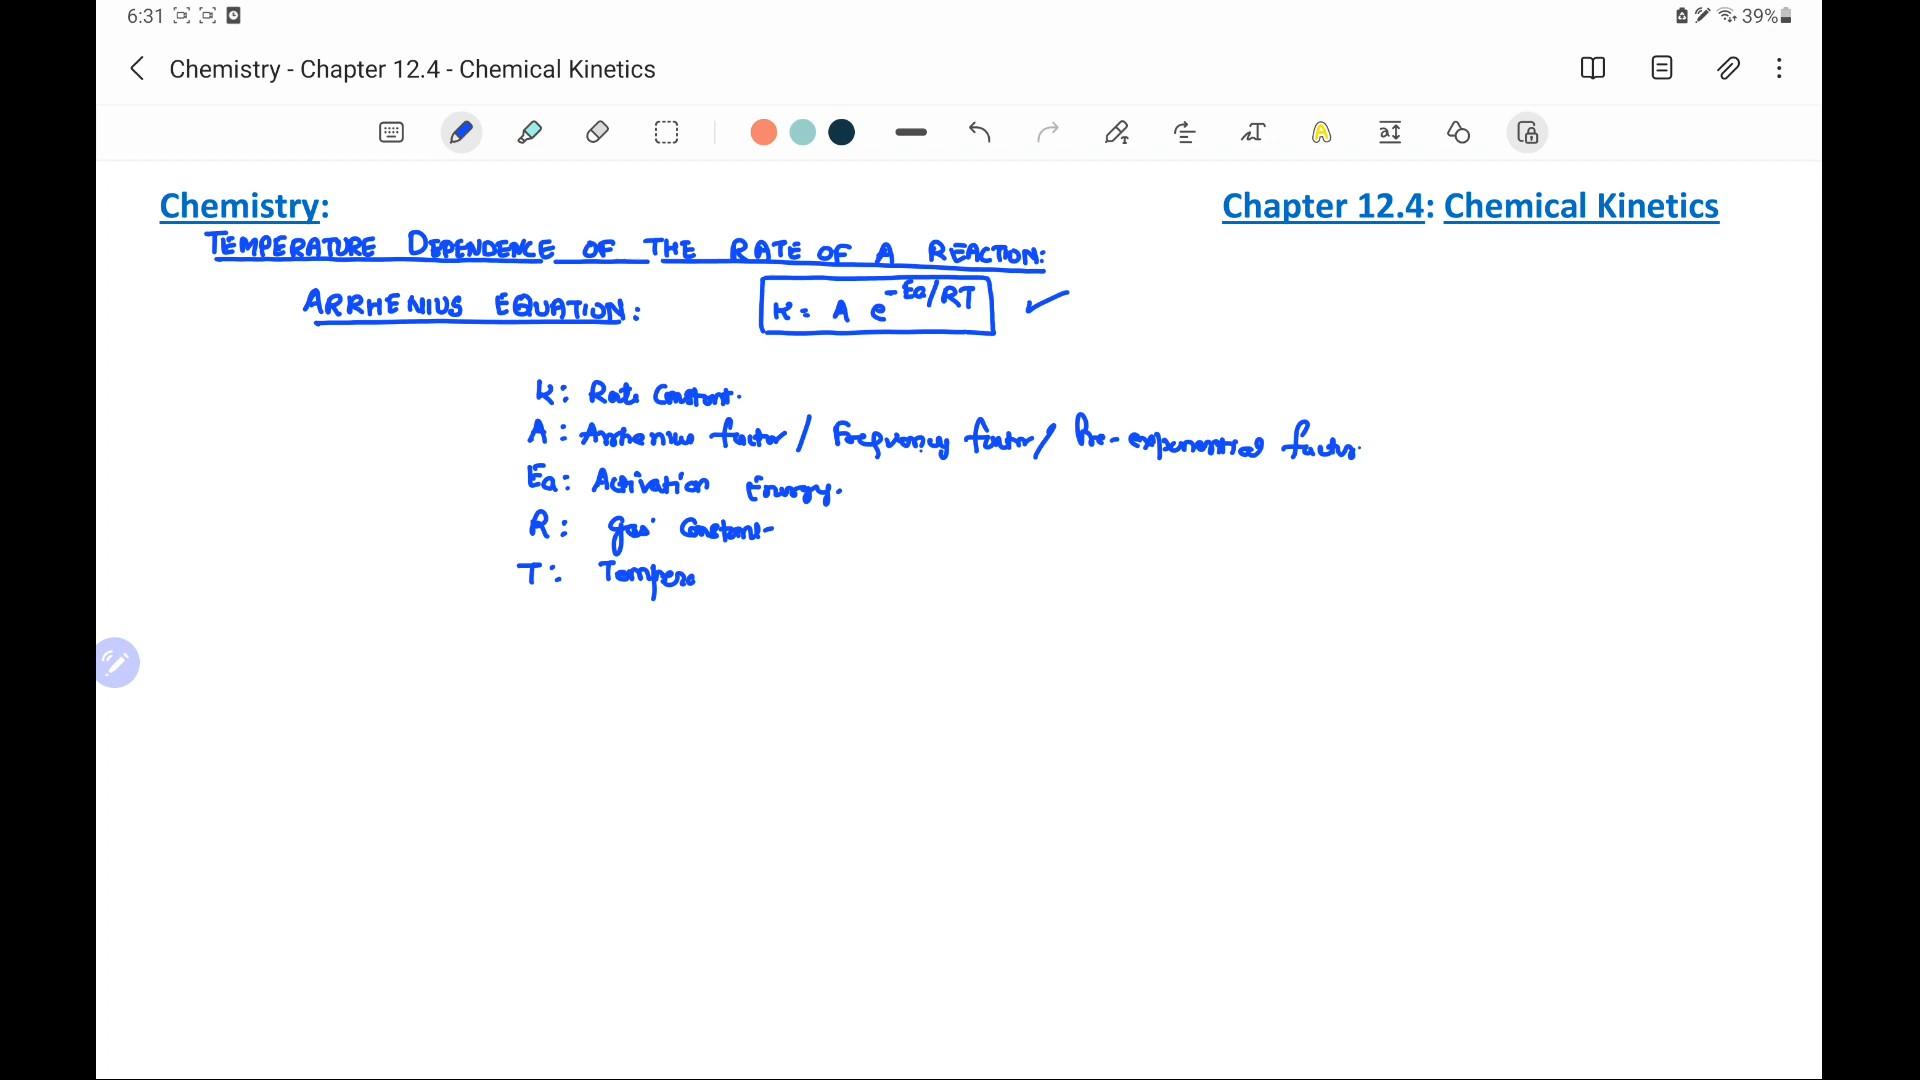 6:31 39%
Chemistry - Chapter 12.4 - Chemical Kinetics
Chemistry: Chapter 12.4: Chemical Kinetics
TEMPERATURE DEPENDENCE OF THE RATE OF A REACTION:
ARRHENIUS EQUATION: K = A e^-Ea/RT
K: Rate Constant.
A: Arrhenius factor / Frequency factor / Pre-exponential factor.
Ea: Activation Energy.
R: gas Constant-
T: Tempera